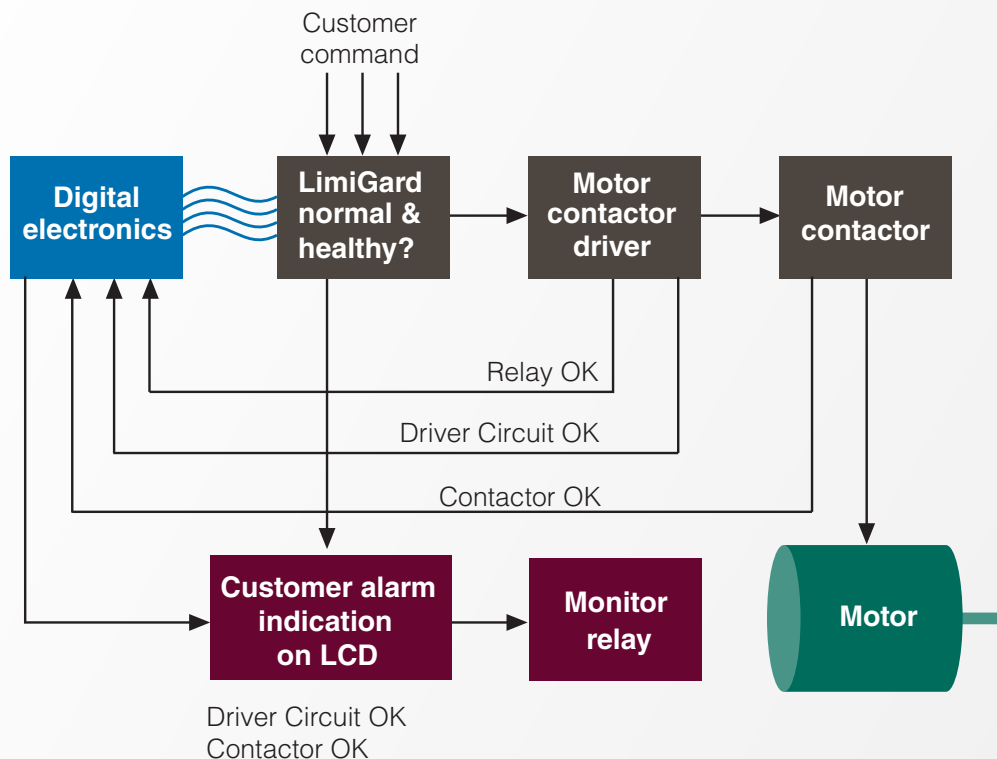 Customer
command
Digital
electronics
LimiGard
normal &
healthy?
Motor
contactor
driver
Motor
contactor
Relay OK
Driver Circuit OK
Contactor OK
Customer alarm
indication
on LCD
Monitor
relay
Motor
Driver Circuit OK
Contactor OK